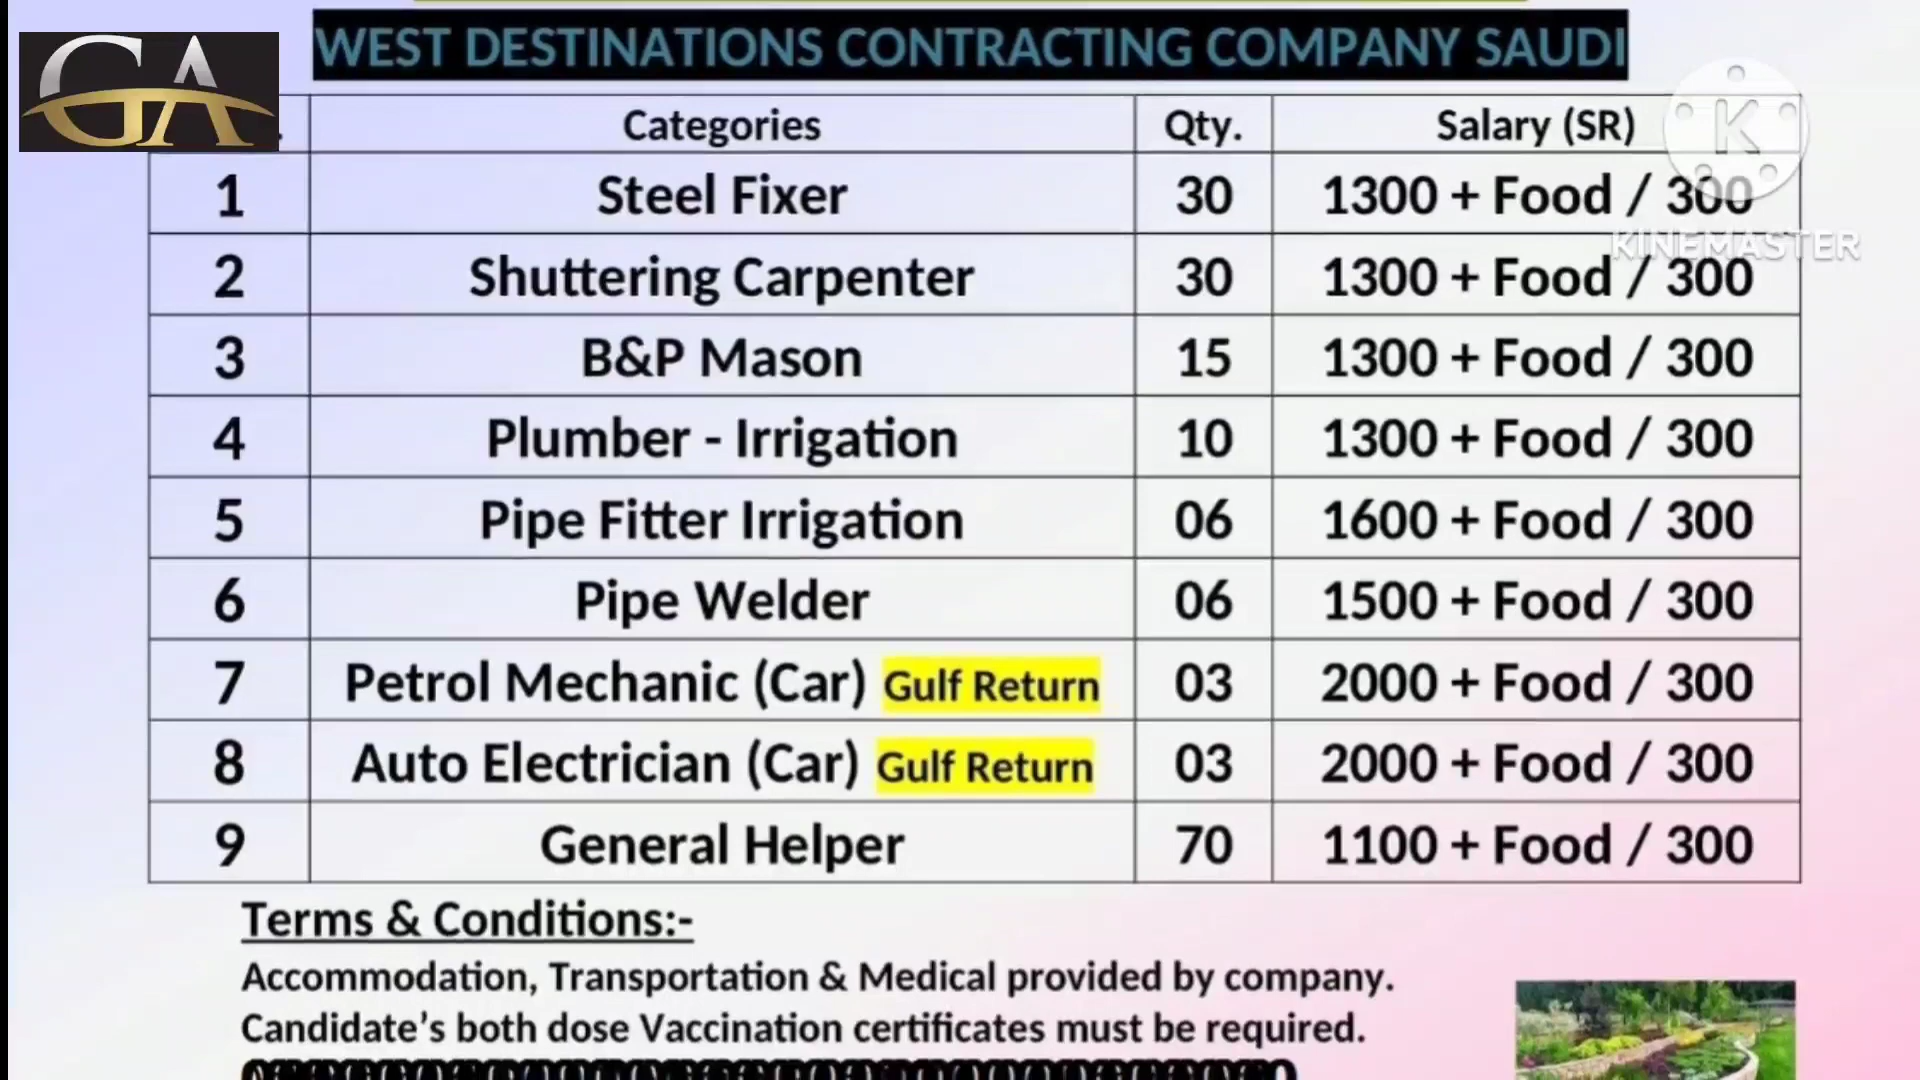 WEST DESTINATIONS CONTRACTING COMPANY SAUDI
GA
Categories Qty. Salary (SR)
1 Steel Fixer 30 1300 + Food / 300
2 Shuttering Carpenter 30 1300 + Food / 300
3 B&P Mason 15 1300 + Food / 300
4 Plumber - Irrigation 10 1300 + Food / 300
5 Pipe Fitter Irrigation 06 1600 + Food / 300
6 Pipe Welder 06 1500 + Food / 300
7 Petrol Mechanic (Car) Gulf Return 03 2000 + Food / 300
8 Auto Electrician (Car) Gulf Return 03 2000 + Food / 300
9 General Helper 70 1100 + Food / 300
K
KINEMASTER
Terms & Conditions:-
Accommodation, Transportation & Medical provided by company.
Candidate’s both dose Vaccination certificates must be required.